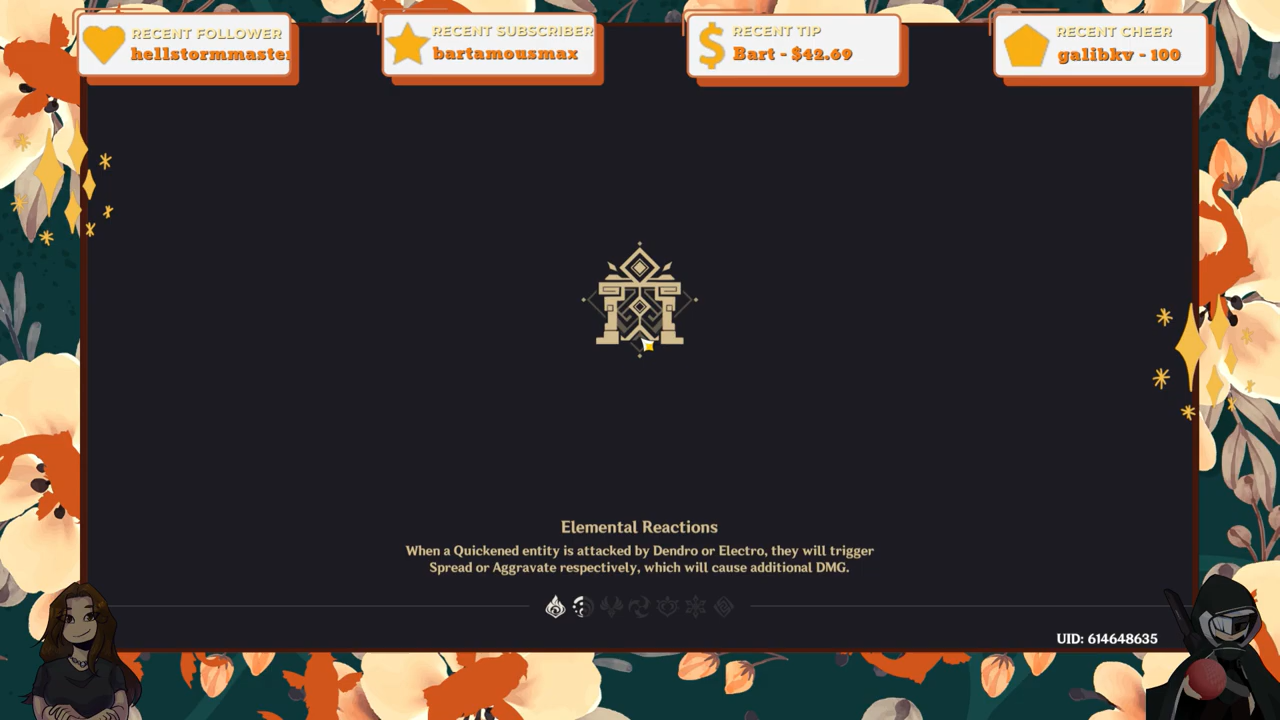 RECENT FOLLOWER
hellstormmaster
RECENT SUBSCRIBER
bartamousmax
RECENT TIP
Bart - $42.69
RECENT CHEER
galibkv - 100
Elemental Reactions
When a Quickened entity is attacked by Dendro or Electro, they will trigger
Spread or Aggravate respectively, which will cause additional DMG.
UID: 614648635